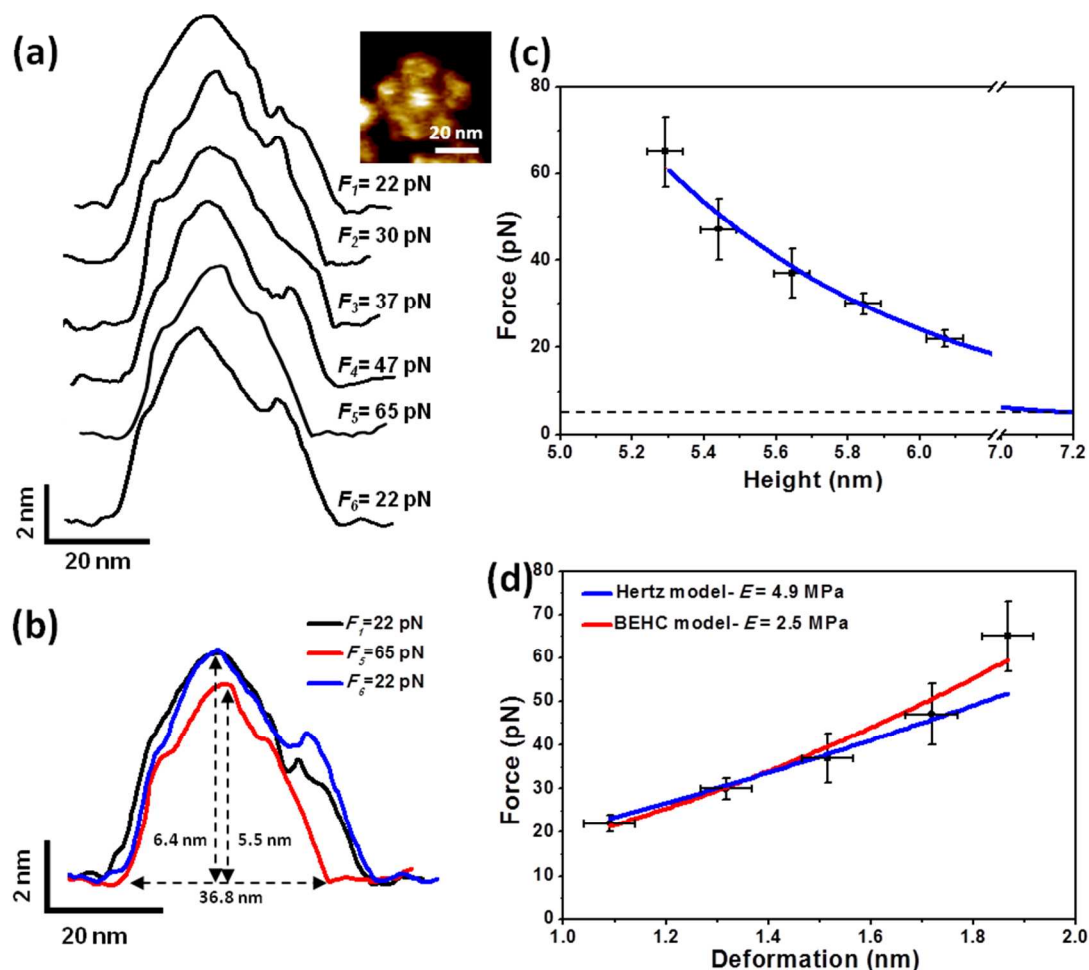 (a)
20 nm
F1= 22 pN
F2= 30 pN
F3= 37 pN
F4= 47 pN
F5= 65 pN
F6= 22 pN
2 nm
20 nm
(b)
F1=22 pN
F5=65 pN
F6=22 pN
6.4 nm
5.5 nm
36.8 nm
2 nm
20 nm
(c)
80
60
40
20
0
Force (pN)
5.0 5.2 5.4 5.6 5.8 6.0 7.0 7.2
Height (nm)
(d)
Hertz model- E = 4.9 MPa
BEHC model- E = 2.5 MPa
80
70
60
50
40
30
20
10
0
Force (pN)
1.0 1.2 1.4 1.6 1.8 2.0
Deformation (nm)